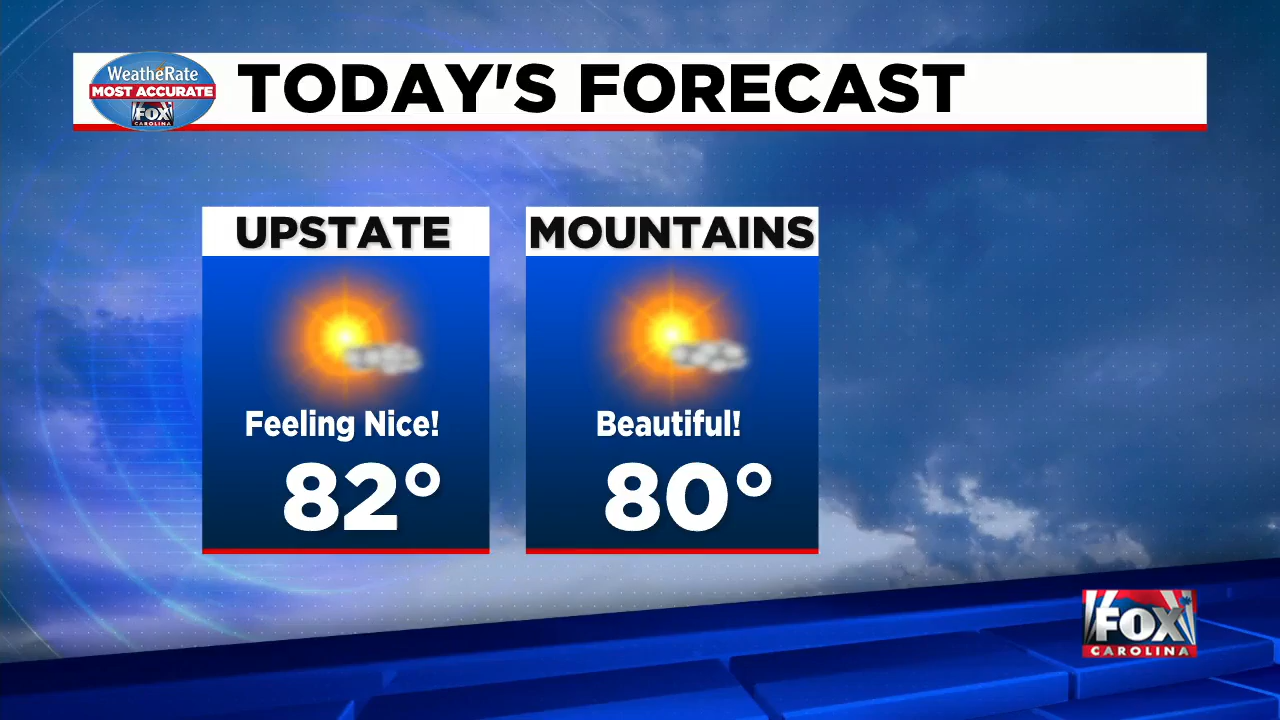 WeatheRate
MOST ACCURATE
FOX
CAROLINA
TODAY'S FORECAST
UPSTATE
Feeling Nice!
82°
MOUNTAINS
Beautiful!
80°
FOX
CAROLINA